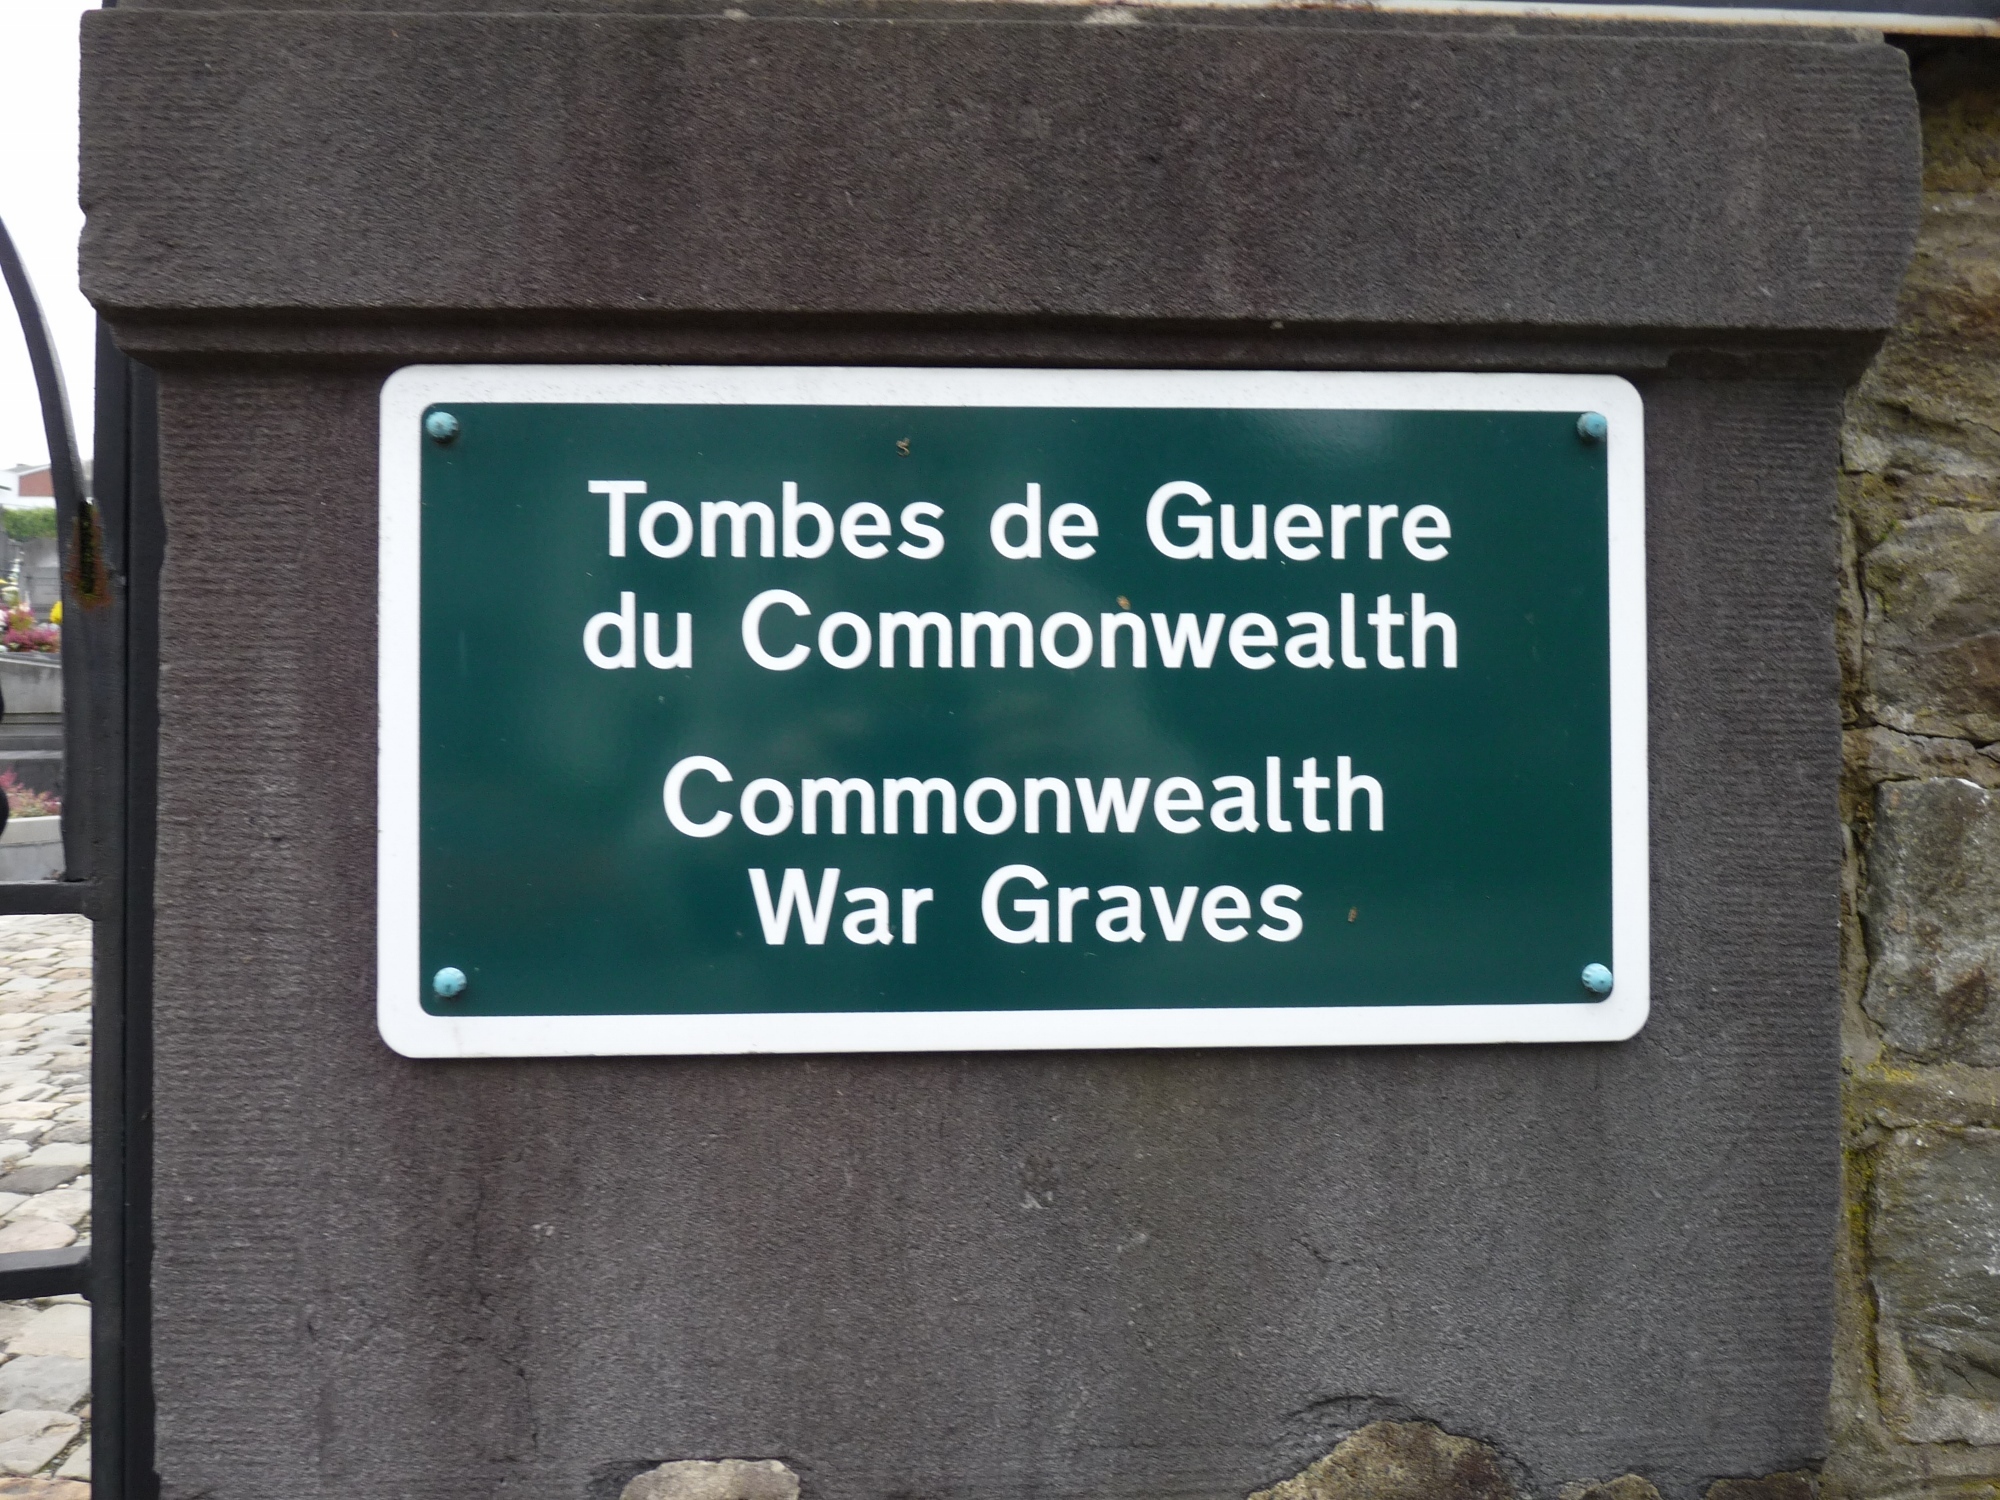 Tombes de Guerre
du Commonwealth
Commonwealth
War Graves